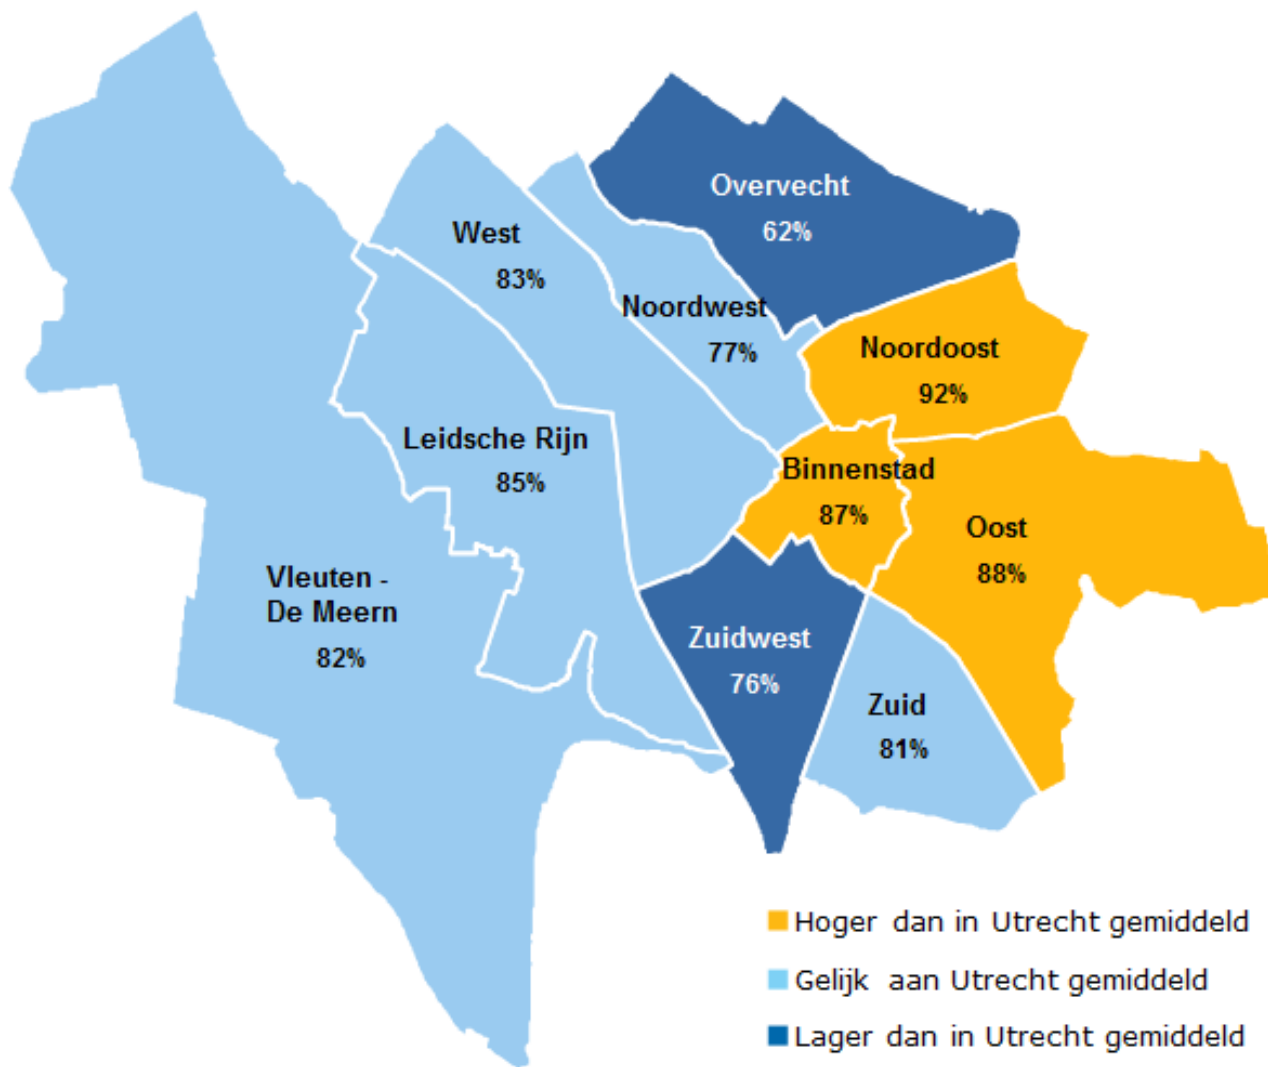 Overvecht
62%
West
83%
Noordwest
77%
Noordoost
92%
Leidsche Rijn
85%
Binnenstad
87%
Oost
88%
Vleuten -
De Meern
82%
Zuidwest
76%
Zuid
81%
Hoger dan in Utrecht gemiddeld
Gelijk aan Utrecht gemiddeld
Lager dan in Utrecht gemiddeld